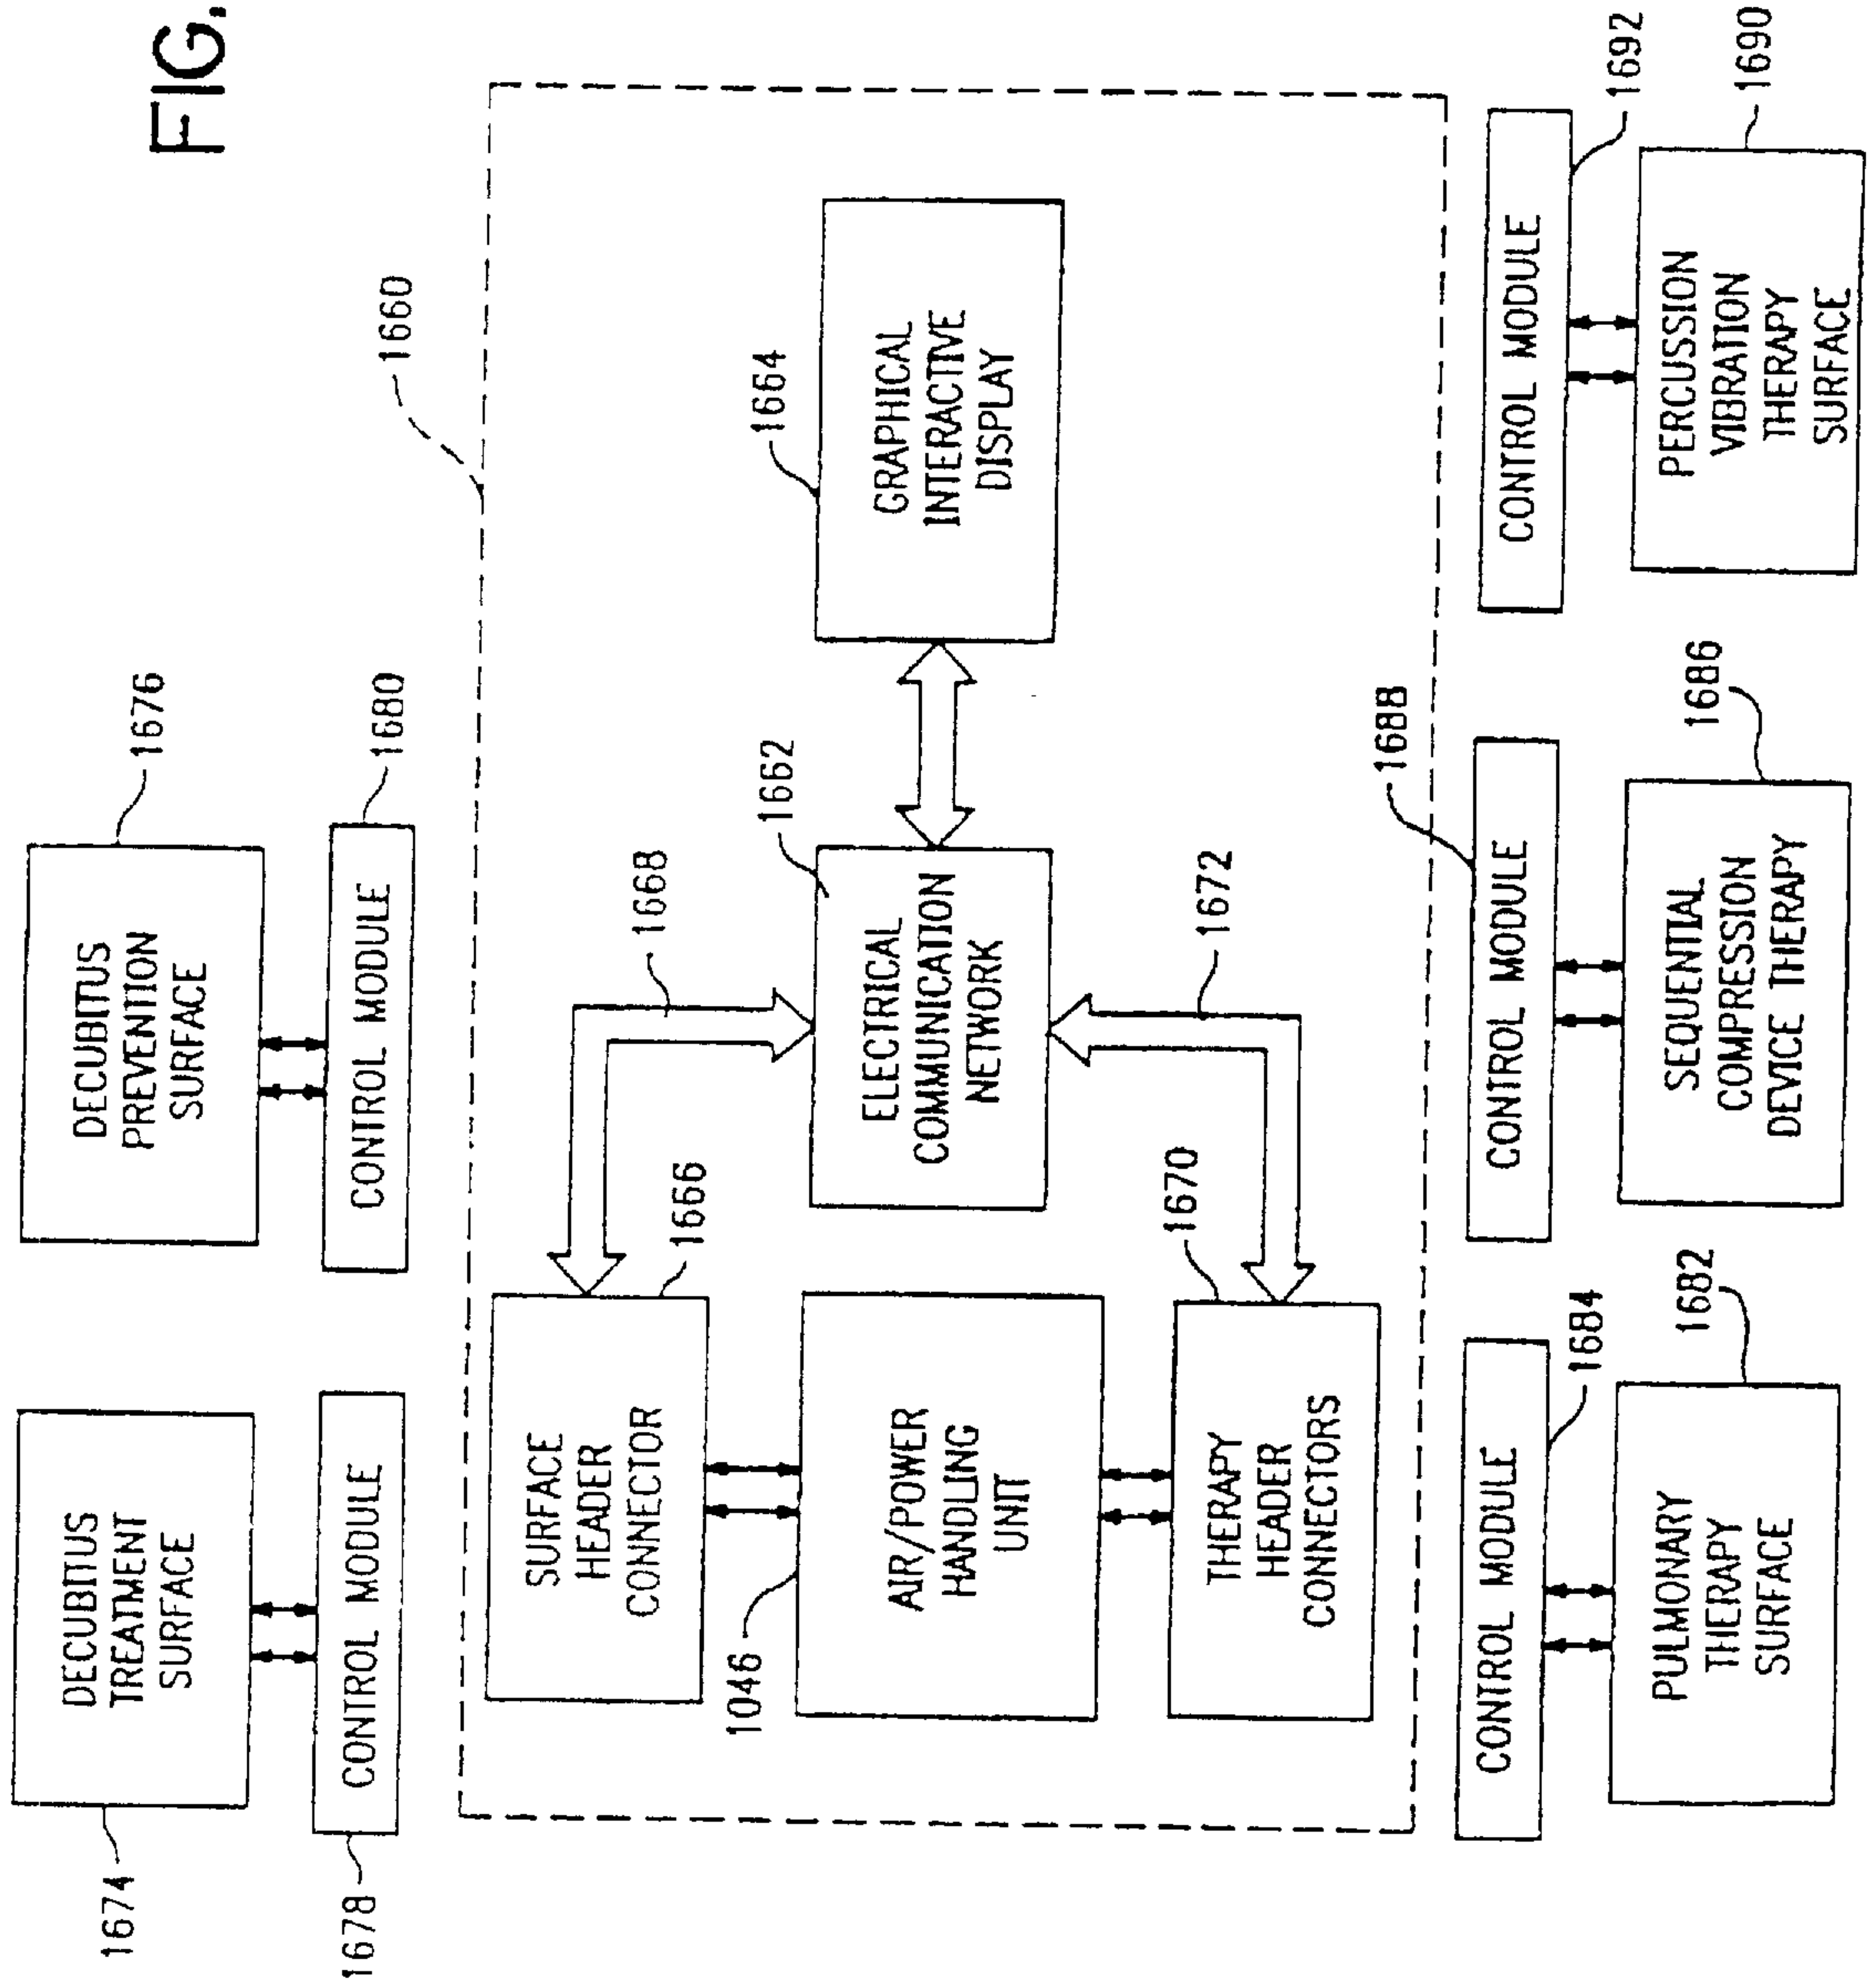 FIG.
1674
DECUBITUS
TREATMENT
SURFACE
1678
CONTROL MODULE
DECUBITUS
PREVENTION
SURFACE
1676
CONTROL MODULE
1680
1660
SURFACE
HEADER
CONNECTOR
1666
1668
1046
AIR/POWER
HANDLING
UNIT
ELECTRICAL
COMMUNICATION
NETWORK
1662
GRAPHICAL
INTERACTIVE
DISPLAY
1664
THERAPY
HEADER
CONNECTORS
1670
1672
CONTROL MODULE
1684
PULMONARY
THERAPY
SURFACE
1682
CONTROL MODULE
1688
SEQUENTIAL
COMPRESSION
DEVICE THERAPY
1686
CONTROL MODULE
1692
PERCUSSION
VIBRATION
THERAPY
SURFACE
1690